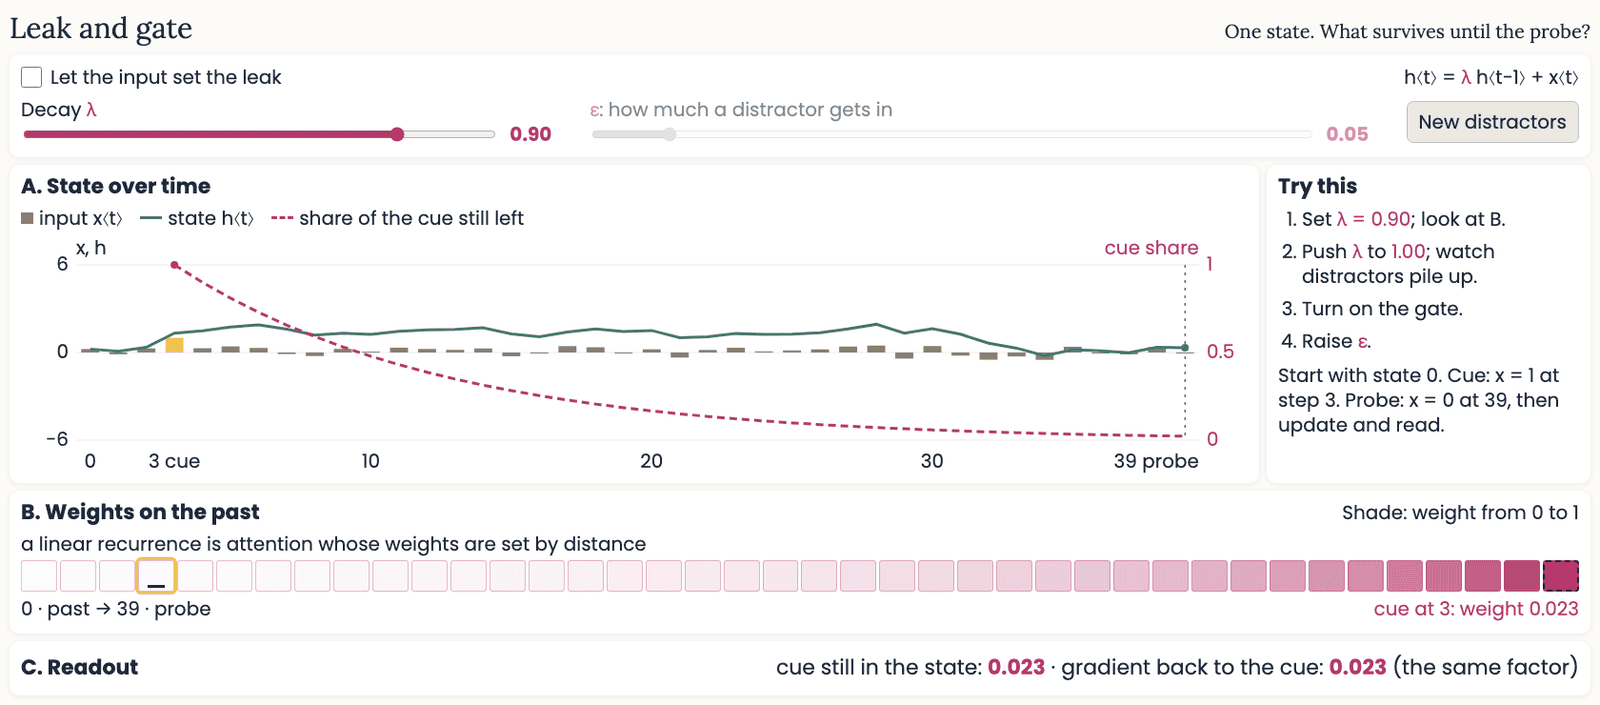 Leak and gate
One state. What survives until the probe?
Let the input set the leak
h⟨t⟩ = λ h⟨t−1⟩ + x⟨t⟩
Decay λ
ε: how much a distractor gets in
0.90
0.05
New distractors
A. State over time
input x⟨t⟩
state h⟨t⟩
share of the cue still left
x, h
cue share
6
0
−6
1
0.5
0
0
3 cue
10
20
30
39 probe
Try this
1. Set λ = 0.90; look at B.
2. Push λ to 1.00; watch
distractors pile up.
3. Turn on the gate.
4. Raise ε.
Start with state 0. Cue: x = 1 at
step 3. Probe: x = 0 at 39, then
update and read.
B. Weights on the past
Shade: weight from 0 to 1
a linear recurrence is attention whose weights are set by distance
0 · past → 39 · probe
cue at 3: weight 0.023
C. Readout
cue still in the state: 0.023 · gradient back to the cue: 0.023 (the same factor)